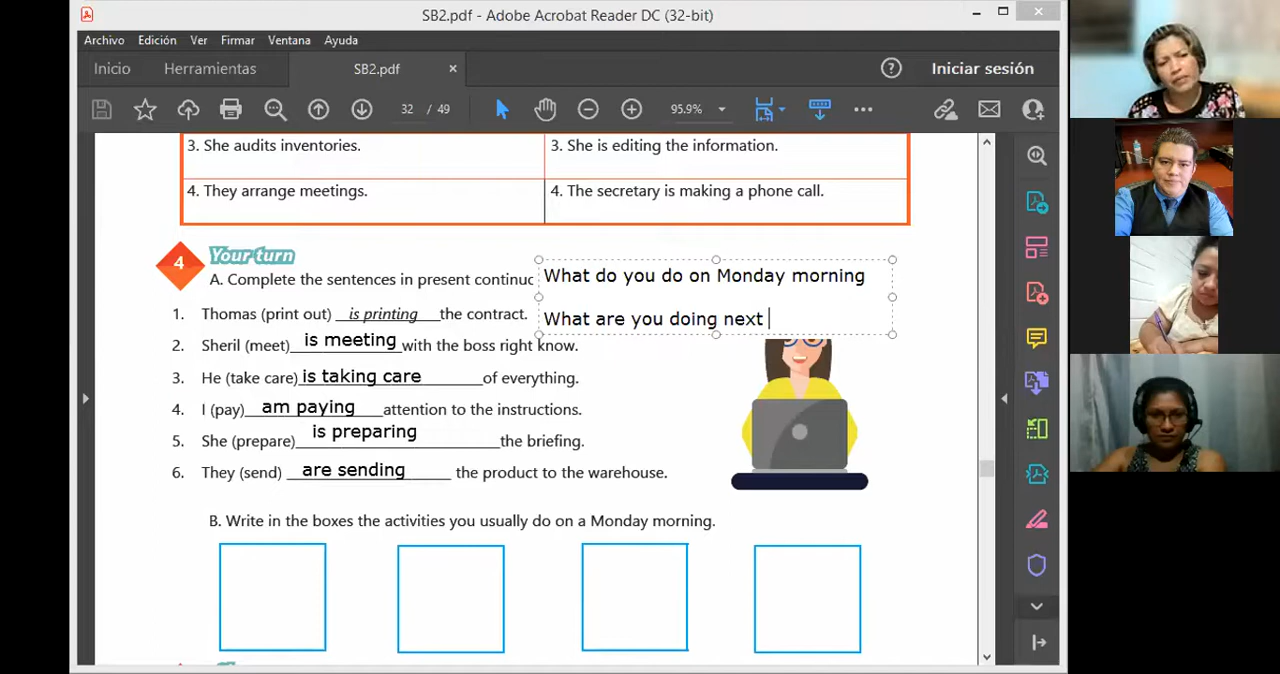 SB2.pdf - Adobe Acrobat Reader DC (32-bit)
Archivo Edición Ver Firmar Ventana Ayuda
Inicio Herramientas SB2.pdf × Iniciar sesión
32 / 49 95.9%
3. She audits inventories. 3. She is editing the information.
4. They arrange meetings. 4. The secretary is making a phone call.
4 Your turn
A. Complete the sentences in present continuo
What do you do on Monday morning
What are you doing next
1. Thomas (print out) is printing the contract.
2. Sheril (meet) is meeting with the boss right know.
3. He (take care) is taking care of everything.
4. I (pay) am paying attention to the instructions.
5. She (prepare) is preparing the briefing.
6. They (send) are sending the product to the warehouse.
B. Write in the boxes the activities you usually do on a Monday morning.